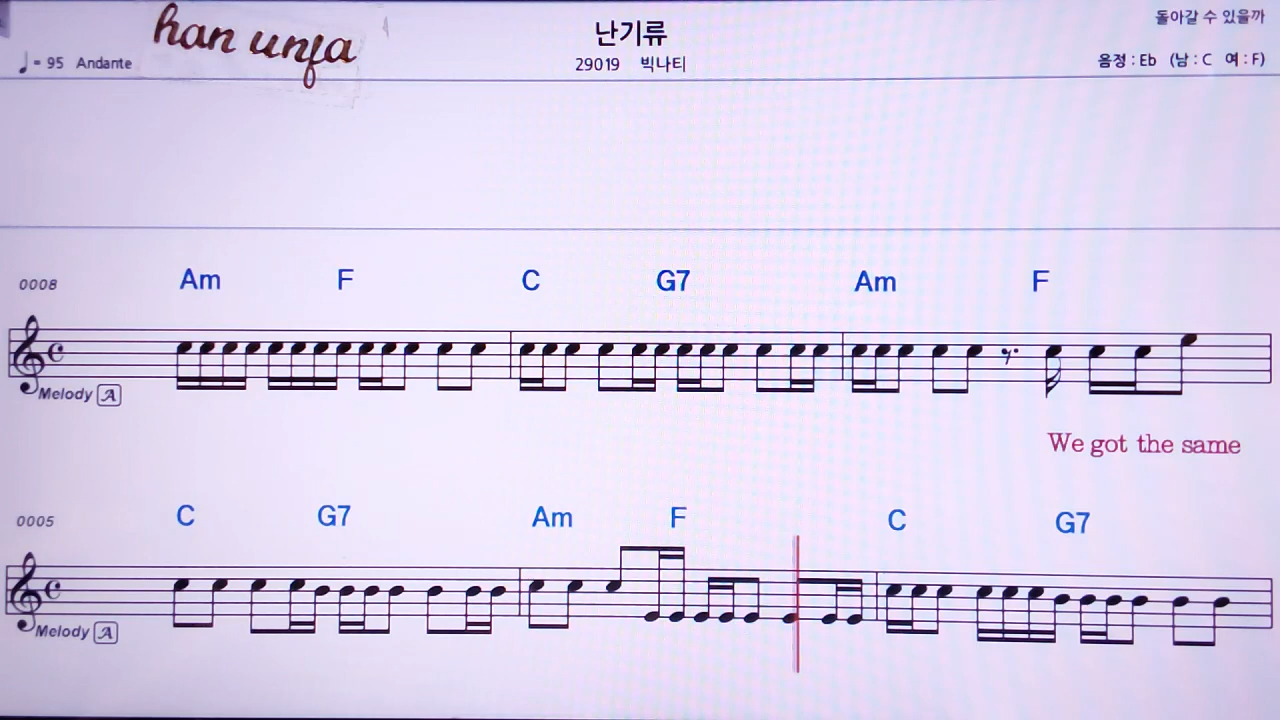 han unja
난기류
돌아갈 수 있을까
♩= 95 Andante
29019 빅나티
음정 : Eb (남 : C 여 : F)
0008 Am F C G7 Am F
Melody A
We got the same
0005 C G7 Am F C G7
Melody A